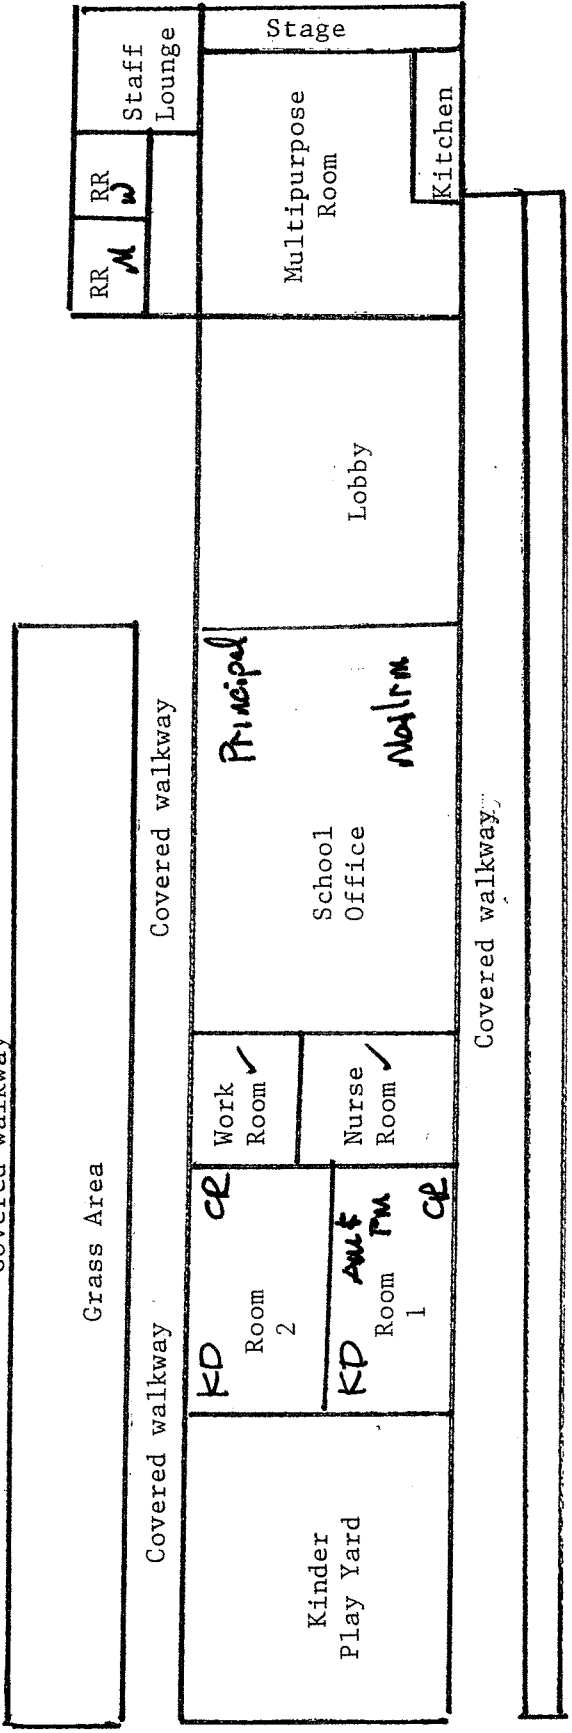 Stage
Staff
Lounge
RR
W
RR
M
Multipurpose
Room
Kitchen
Lobby
Principal
School
Office
Covered walkway
Covered walkway
Covered walkway
Covered walkway
Grass Area
Work
Room ✓
Nurse
Room ✓
CR
KD
Room
2
AM &
PM
CR
KD
Room
1
Kinder
Play Yard